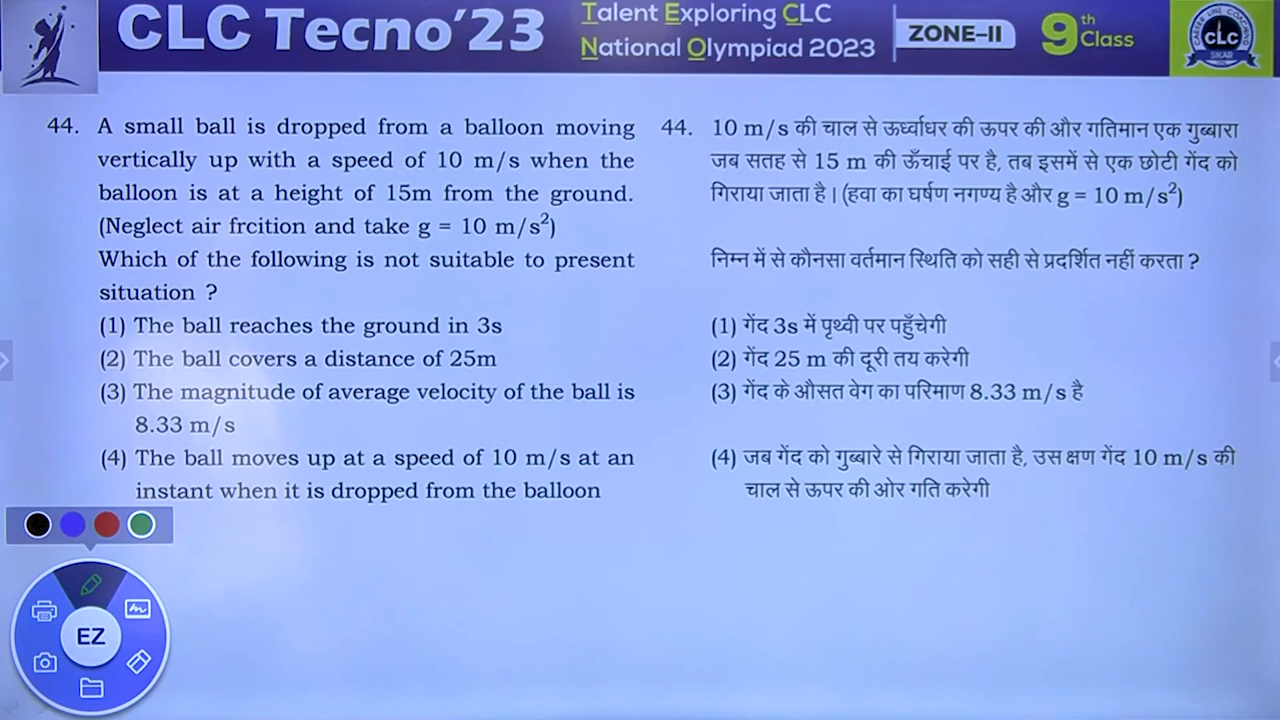 CLC Tecno'23
Talent Exploring CLC
National Olympiad 2023
ZONE-II
9th Class
CAREER LINE COACHING
CLC
SIKAR
44. A small ball is dropped from a balloon moving
vertically up with a speed of 10 m/s when the
balloon is at a height of 15m from the ground.
(Neglect air frcition and take g = 10 m/s²)
Which of the following is not suitable to present
situation ?
(1) The ball reaches the ground in 3s
(2) The ball covers a distance of 25m
(3) The magnitude of average velocity of the ball is
8.33 m/s
(4) The ball moves up at a speed of 10 m/s at an
instant when it is dropped from the balloon
44. 10 m/s की चाल से ऊर्ध्वाधर की ऊपर की और गतिमान एक गुब्बारा
जब सतह से 15 m की ऊँचाई पर है, तब इसमें से एक छोटी गेंद को
गिराया जाता है। (हवा का घर्षण नगण्य है और g = 10 m/s²)
निम्न में से कौनसा वर्तमान स्थिति को सही से प्रदर्शित नहीं करता ?
(1) गेंद 3s में पृथ्वी पर पहुँचेगी
(2) गेंद 25 m की दूरी तय करेगी
(3) गेंद के औसत वेग का परिमाण 8.33 m/s है
(4) जब गेंद को गुब्बारे से गिराया जाता है, उस क्षण गेंद 10 m/s की
चाल से ऊपर की ओर गति करेगी
EZ